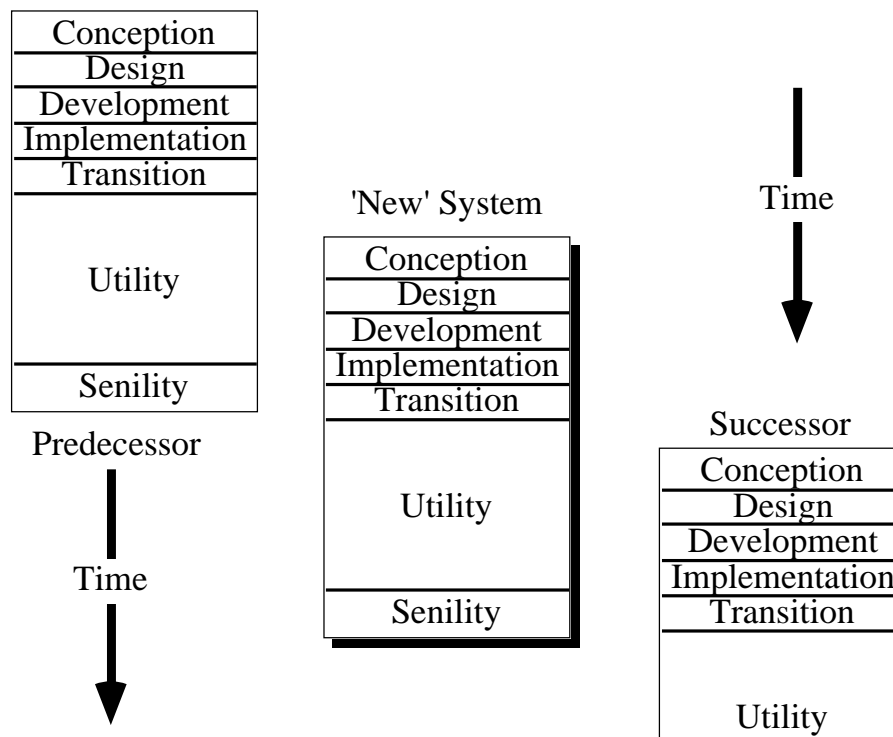 Conception
Design
Development
Implementation
Transition
Utility
Senility
Predecessor
Time
'New' System
Conception
Design
Development
Implementation
Transition
Utility
Senility
Time
Successor
Conception
Design
Development
Implementation
Transition
Utility